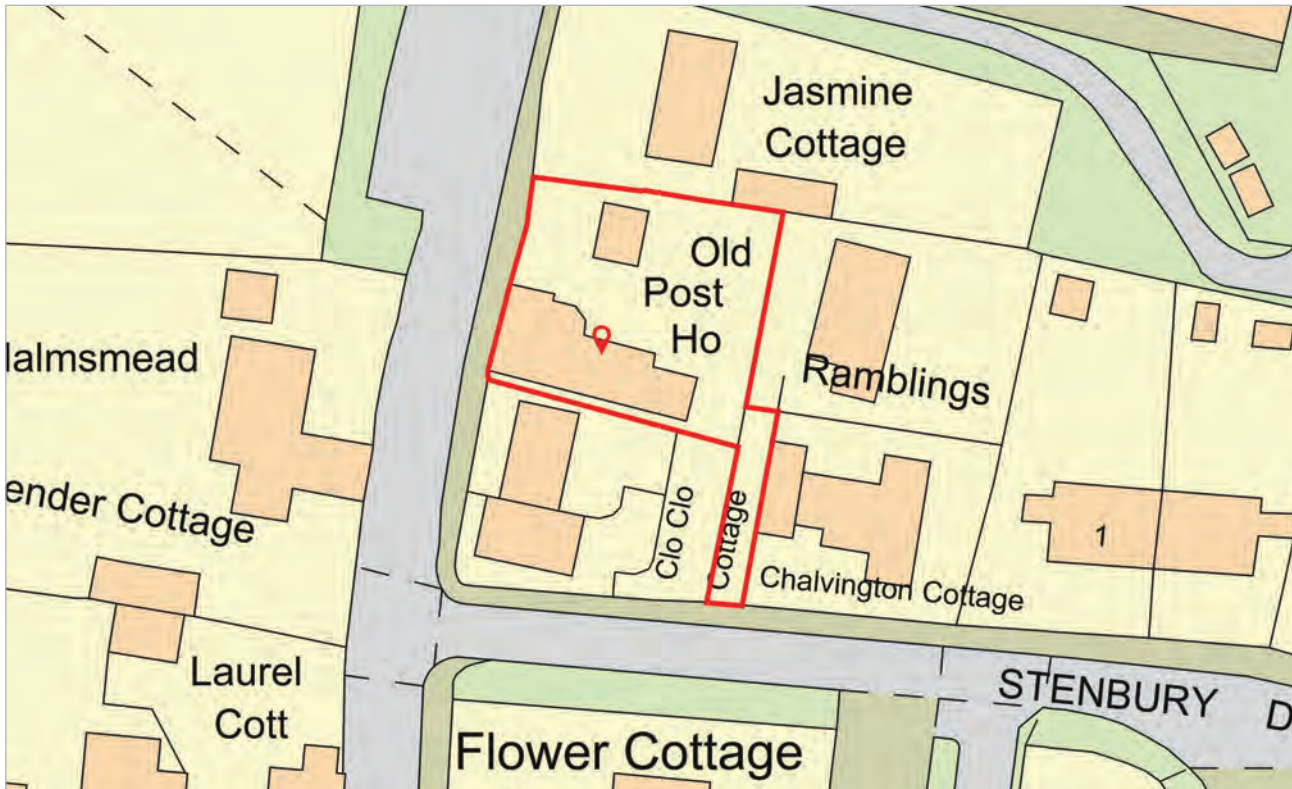 Jasmine
Cottage
Old
Post
Ho
Ramblings
almsmead
ender Cottage
Clo Clo
Cottage
Chalvington Cottage
1
Laurel
Cott
Flower Cottage
STENBURY D